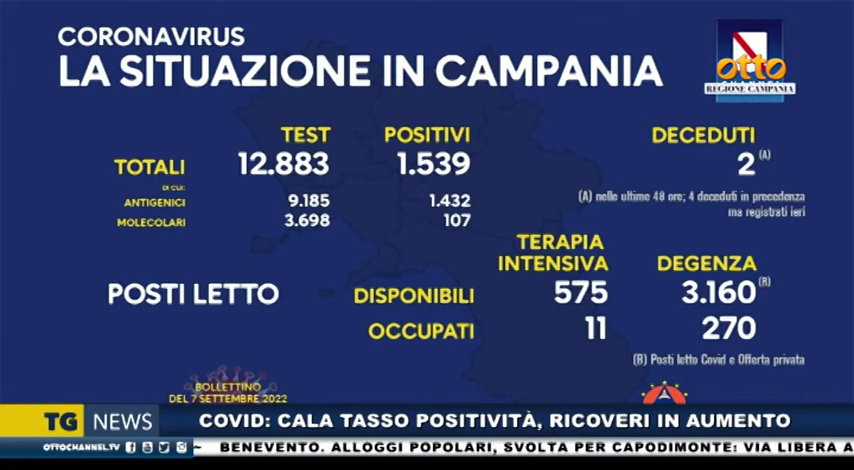 CORONAVIRUS
LA SITUAZIONE IN CAMPANIA
otto
CHANNEL
REGIONE CAMPANIA
TEST POSITIVI DECEDUTI
TOTALI 12.883 1.539 2 (A)
DI CUI:
ANTIGENICI 9.185 1.432
MOLECOLARI 3.698 107
(A) nelle ultime 48 ore; 4 deceduti in precedenza
ma registrati ieri
TERAPIA
INTENSIVA DEGENZA
POSTI LETTO DISPONIBILI 575 3.160 (B)
OCCUPATI 11 270
(B) Posti letto Covid e Offerta privata
BOLLETTINO
DEL 7 SETTEMBRE 2022
TG NEWS COVID: CALA TASSO POSITIVITÀ, RICOVERI IN AUMENTO
OTTOCHANNEL.TV ~ BENEVENTO. ALLOGGI POPOLARI, SVOLTA PER CAPODIMONTE: VIA LIBERA A